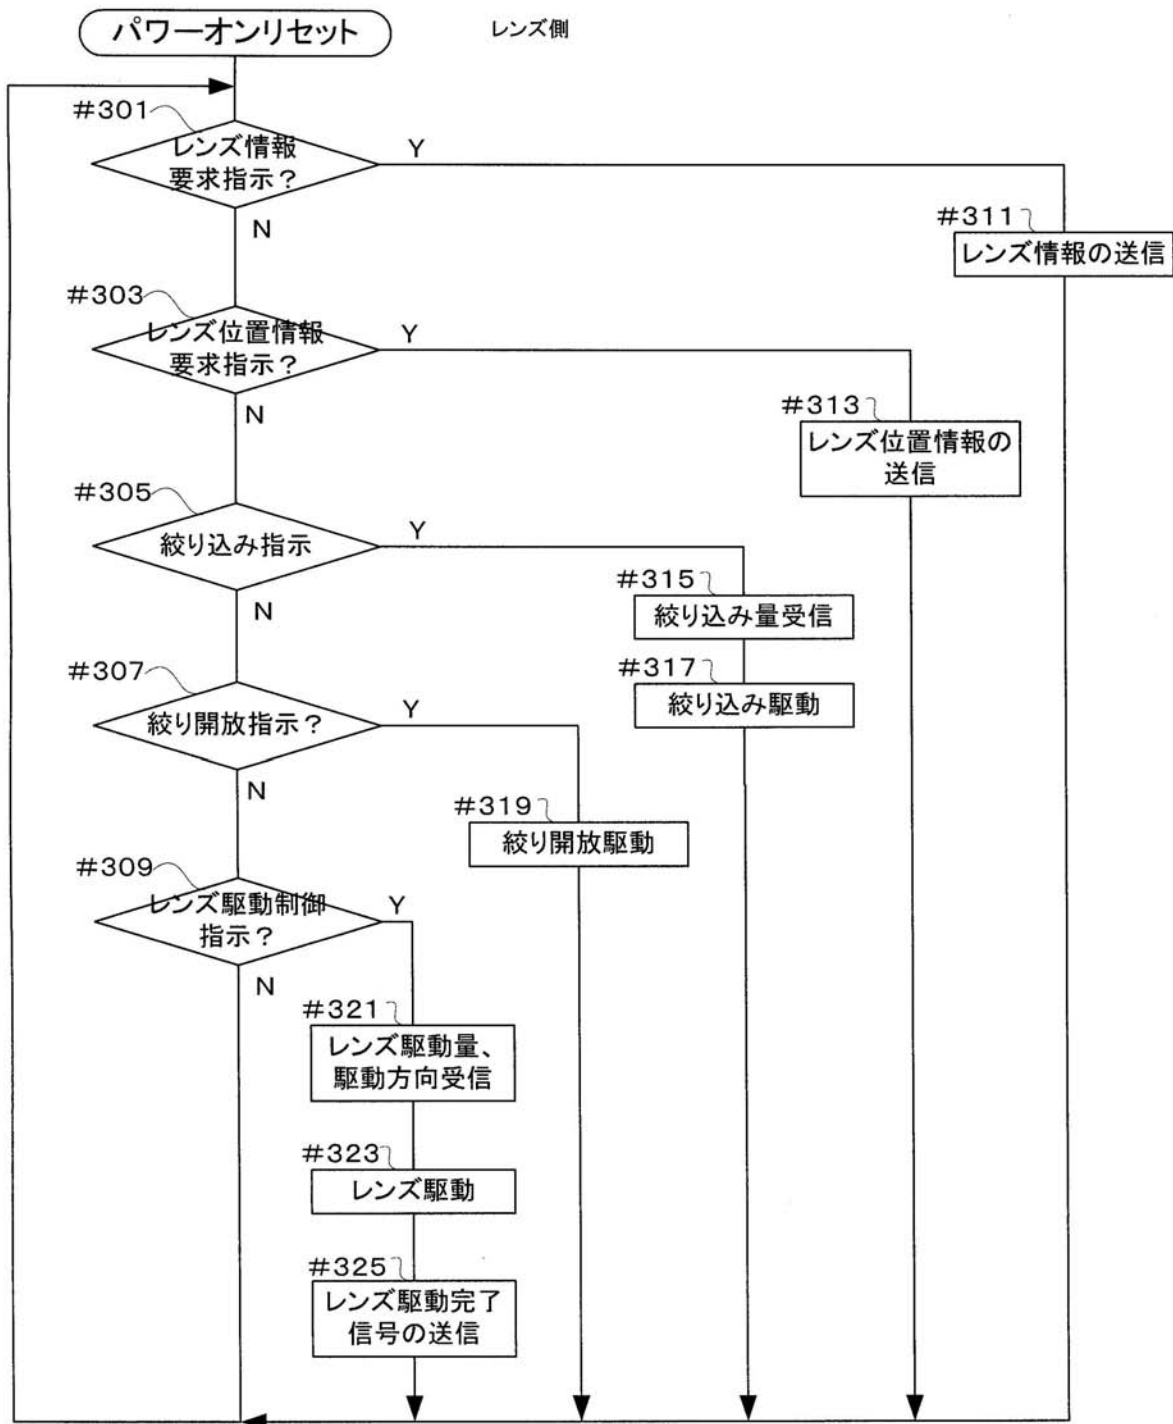 パワーオンリセット
レンズ側
#301
レンズ情報
要求指示？
Y
N
#311
レンズ情報の送信
#303
レンズ位置情報
要求指示？
Y
N
#313
レンズ位置情報の
送信
#305
絞り込み指示
Y
N
#315
絞り込み量受信
#317
絞り込み駆動
#307
絞り開放指示？
Y
N
#319
絞り開放駆動
#309
レンズ駆動制御
指示？
Y
N
#321
レンズ駆動量、
駆動方向受信
#323
レンズ駆動
#325
レンズ駆動完了
信号の送信